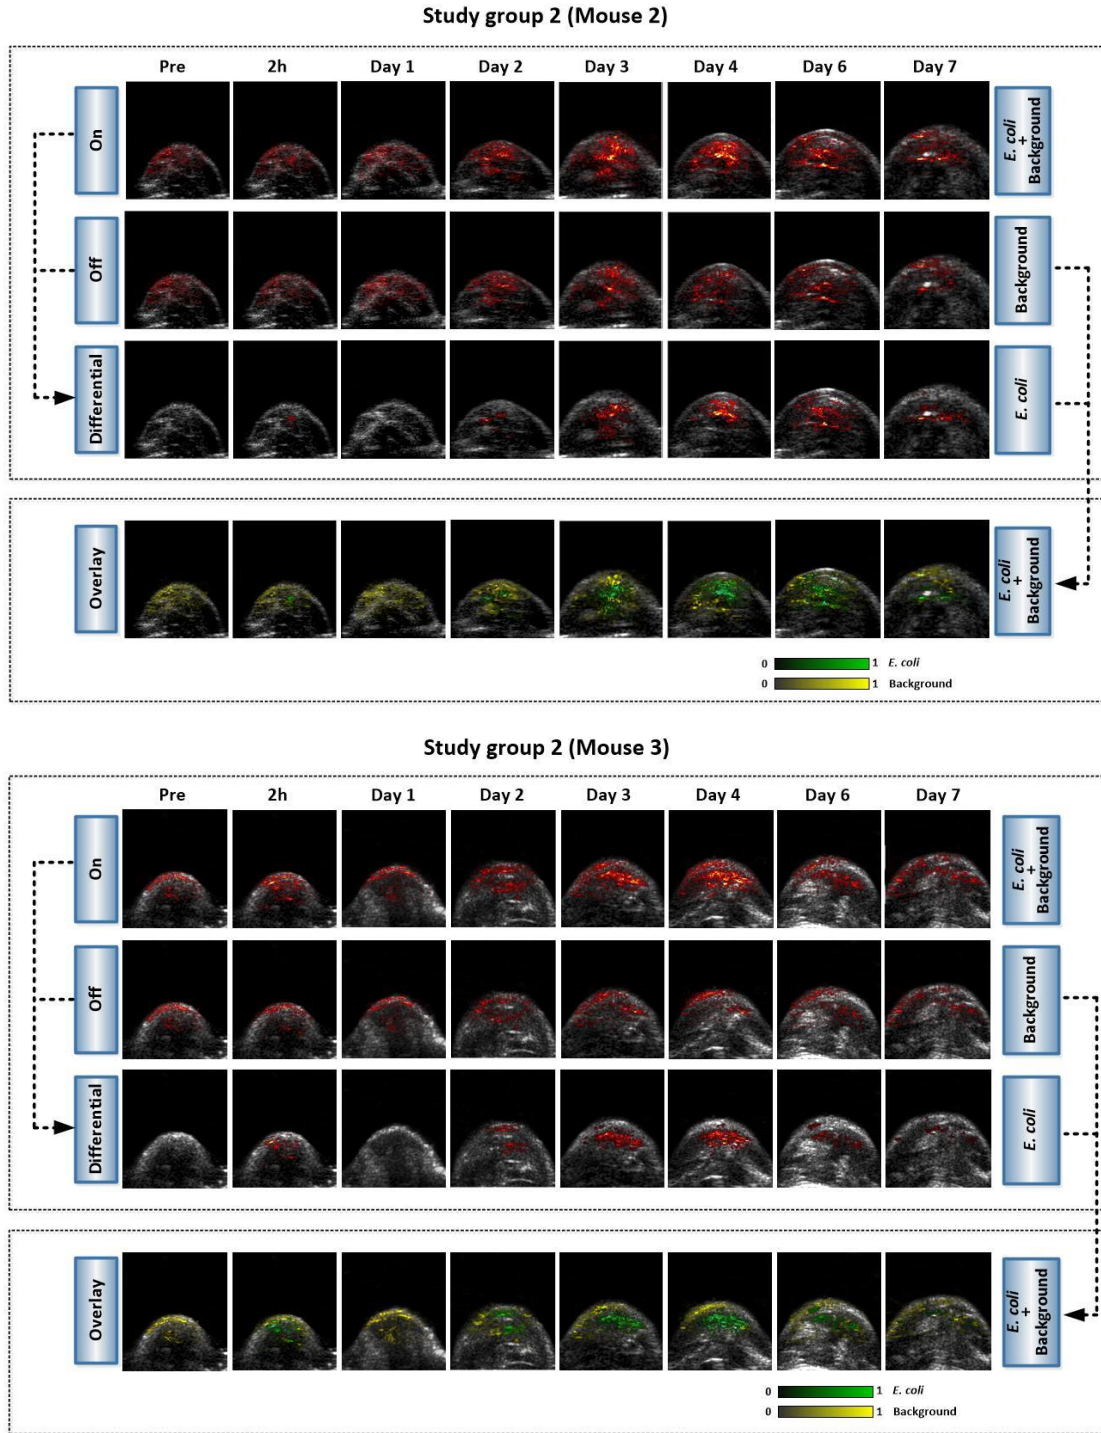 Study group 2 (Mouse 2)
Pre 2h Day 1 Day 2 Day 3 Day 4 Day 6 Day 7
On
E. coli
+
Background
Off
Background
Differential
E. coli
Overlay
E. coli
+
Background
0 1 E. coli
0 1 Background
Study group 2 (Mouse 3)
Pre 2h Day 1 Day 2 Day 3 Day 4 Day 6 Day 7
On
E. coli
+
Background
Off
Background
Differential
E. coli
Overlay
E. coli
+
Background
0 1 E. coli
0 1 Background